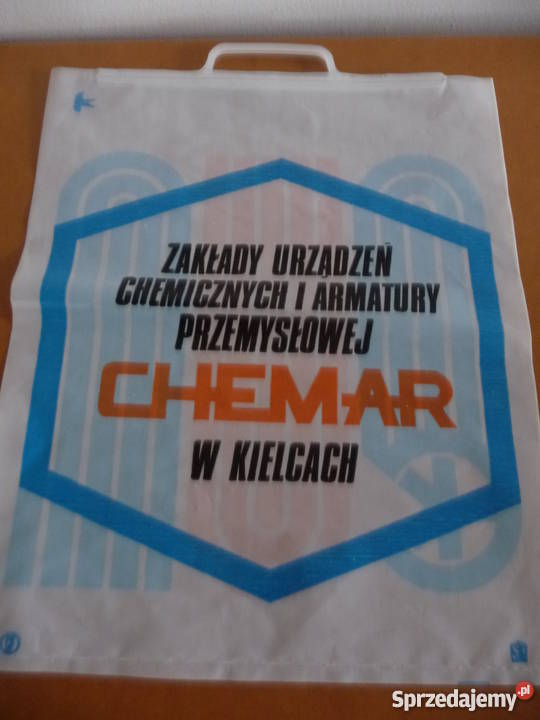 ZAKŁADY URZĄDZEŃ
CHEMICZNYCH I ARMATURY
PRZEMYSŁOWEJ
CHEMAR
W KIELCACH
Sprzedajemy.pl